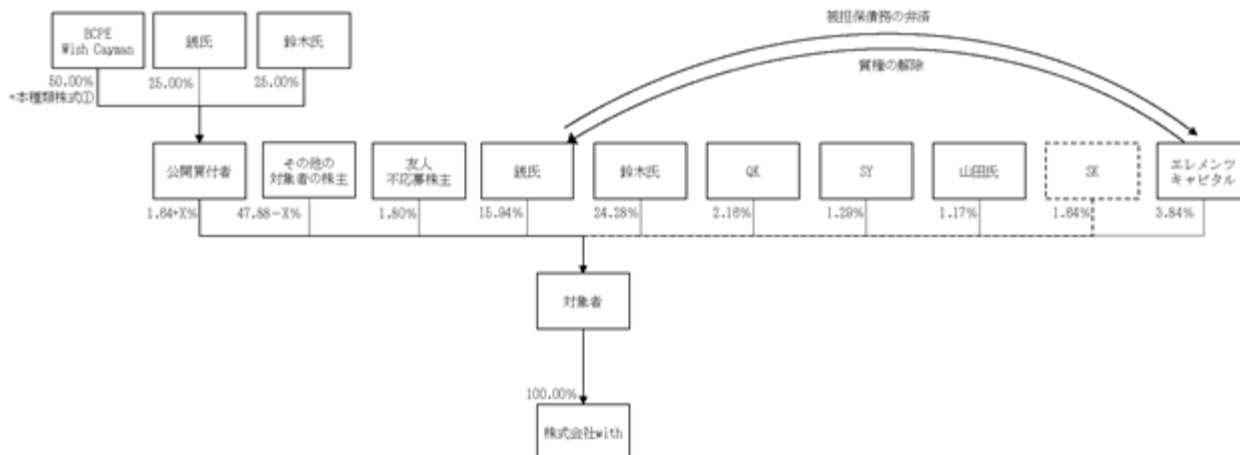 被担保債務の弁済
質権の解除
BCPE
Wish Cayman
銭氏
鈴木氏
50.00%
25.00%
25.00%
*本種類株式①
公開買付者
その他の
対象者の株主
友人
不応募株主
銭氏
鈴木氏
QK
SY
山田氏
SK
エレメンツ
キャピタル
1.64+X%
47.88-X%
1.80%
15.94%
24.28%
2.16%
1.29%
1.17%
1.64%
3.84%
対象者
100.00%
株式会社with